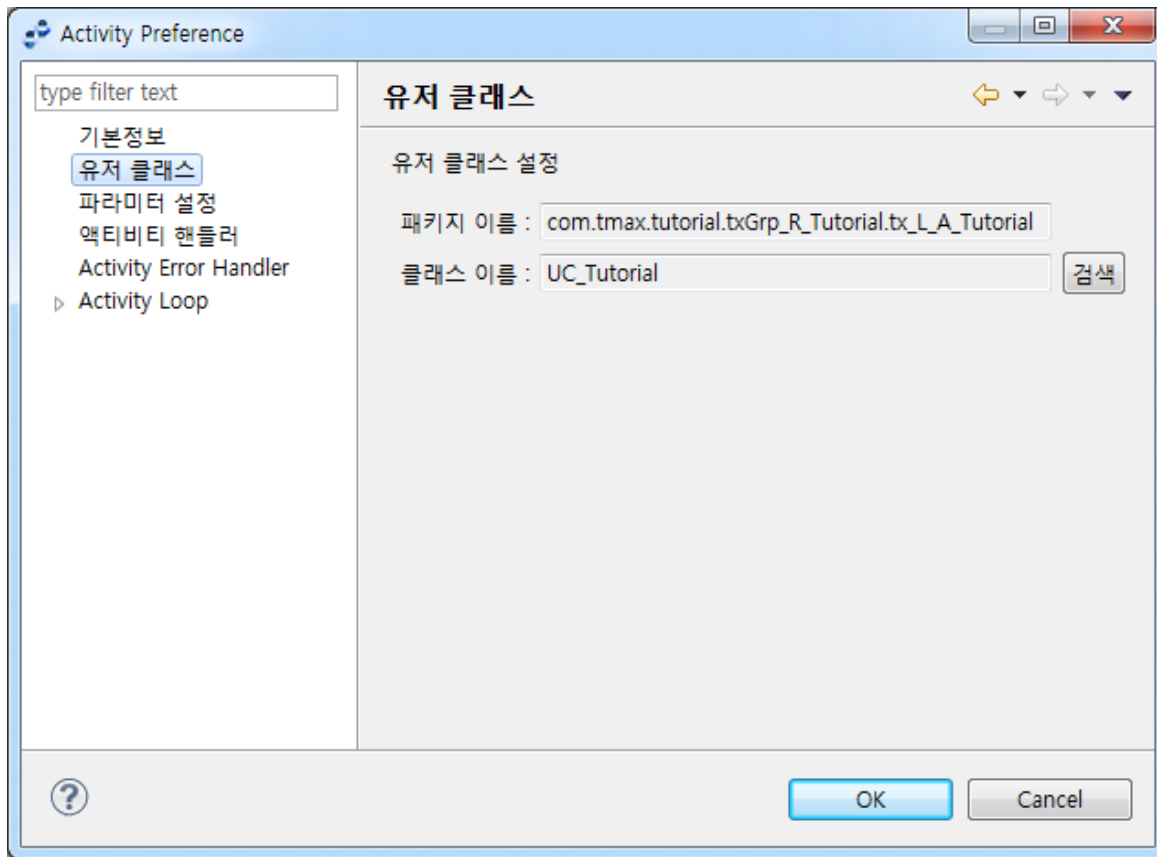 Activity Preference
type filter text
기본정보
유저 클래스
파라미터 설정
액티비티 핸들러
Activity Error Handler
Activity Loop
유저 클래스
유저 클래스 설정
패키지 이름 : com.tmax.tutorial.txGrp_R_Tutorial.tx_L_A_Tutorial
클래스 이름 : UC_Tutorial 검색
? OK Cancel